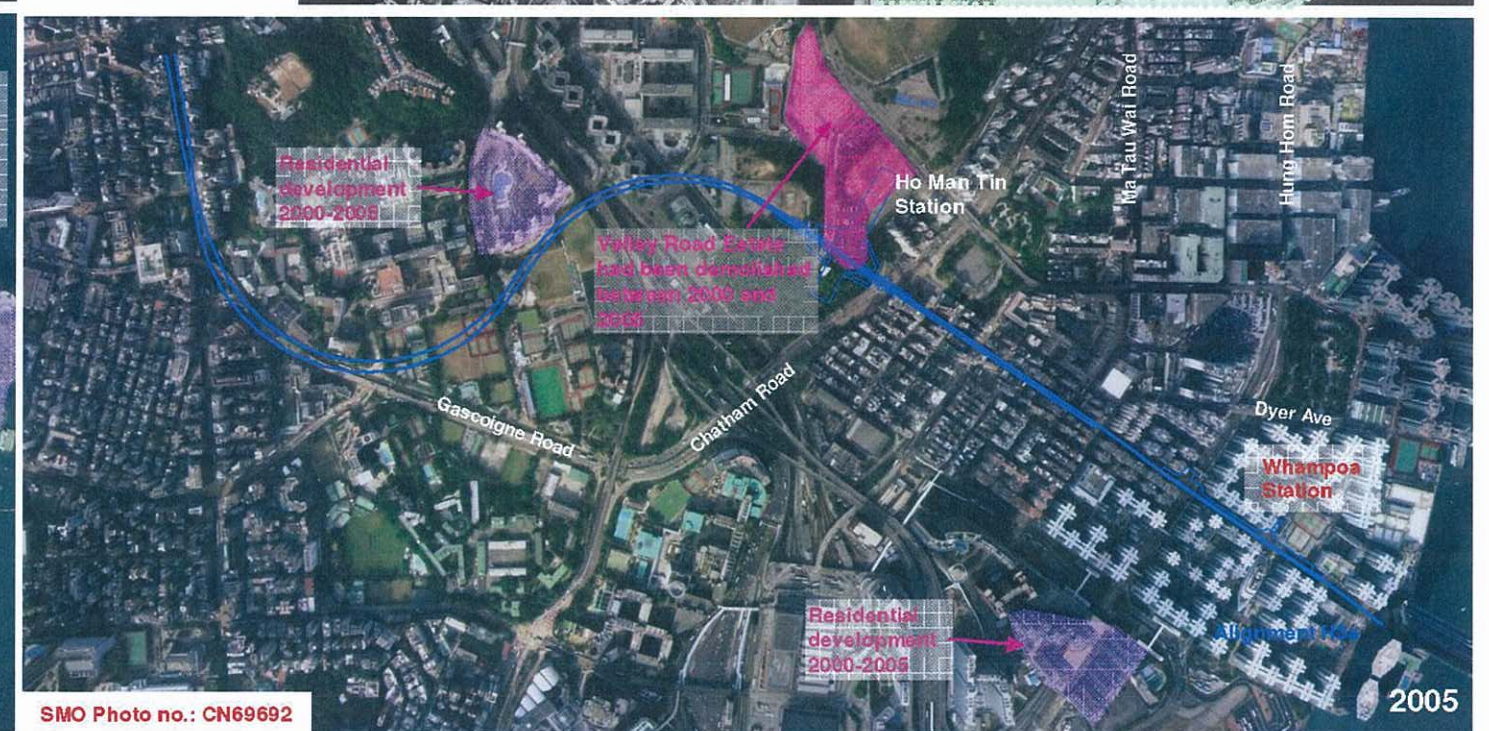 Ma Tau Wai Road
Hung Hom Road
Residential
development
2000-2005
Ho Man Tin
Station
Valley Road Estate
had been demolished
between 2000 and
2005
Gascoigne Road
Chatham Road
Dyer Ave
Whampoa
Station
Residential
development
2000-2005
Alignment
SMO Photo no.: CN69692
2005